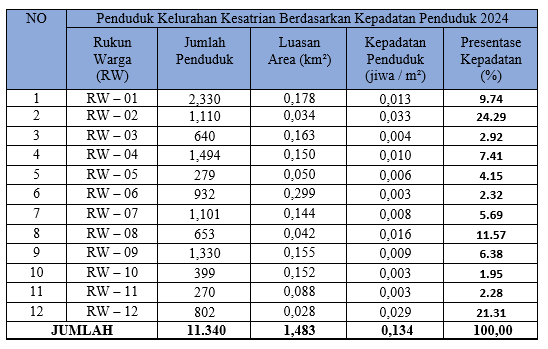 NO Penduduk Kelurahan Kesatrian Berdasarkan Kepadatan Penduduk 2024
Rukun Warga (RW) Jumlah Penduduk Luasan Area (km²) Kepadatan Penduduk (jiwa / m²) Presentase Kepadatan (%)
1 RW – 01 2,330 0,178 0,013 9.74
2 RW – 02 1,110 0,034 0,033 24.29
3 RW – 03 640 0,163 0,004 2.92
4 RW – 04 1,494 0,150 0,010 7.41
5 RW – 05 279 0,050 0,006 4.15
6 RW – 06 932 0,299 0,003 2.32
7 RW – 07 1,101 0,144 0,008 5.69
8 RW – 08 653 0,042 0,016 11.57
9 RW – 09 1,330 0,155 0,009 6.38
10 RW – 10 399 0,152 0,003 1.95
11 RW – 11 270 0,088 0,003 2.28
12 RW – 12 802 0,028 0,029 21.31
JUMLAH 11.340 1,483 0,134 100,00